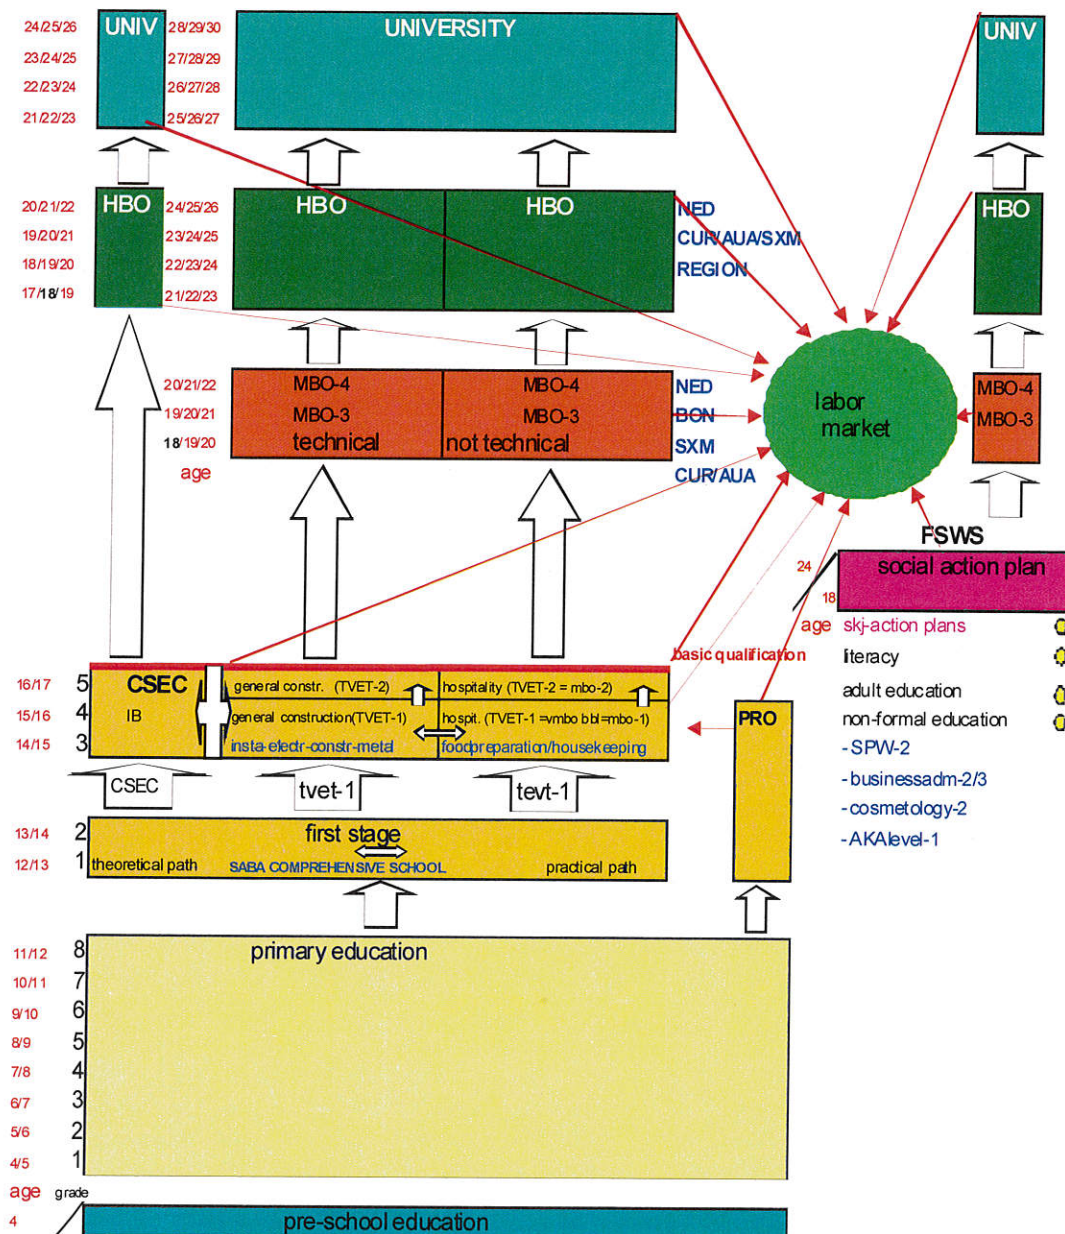 24/25/26 UNIV 28/29/30 UNIVERSITY UNIV
23/24/25 27/28/29
22/23/24 26/27/28
21/22/23 25/26/27
20/21/22 HBO 24/25/26 HBO HBO NED HBO
19/20/21 23/24/25 CUR/AUA/SXM
18/19/20 22/23/24 REGION
17/18/19 21/22/23
20/21/22 MBO-4 MBO-4 NED MBO-4
19/20/21 MBO-3 MBO-3 BON MBO-3
18/19/20 technical not technical SXM
age CUR/AUA
labor
market
FSWS
24 social action plan
18
age skj-action plans
literacy
adult education
non-formal education
-SPW-2
-businessadm-2/3
-cosmetology-2
-AKAlevel-1
basic qualification
16/17 5 CSEC general constr. (TVET-2) hospitality (TVET-2 = mbo-2)
15/16 4 IB general construction(TVET-1) hospit. (TVET-1 =vmbo bbl=mbo-1) PRO
14/15 3 insta-electr-constr-metal foodpreparation/housekeeping
CSEC tvet-1 tevt-1
13/14 2 first stage
12/13 1 theoretical path SABA COMPREHENSIVE SCHOOL practical path
11/12 8 primary education
10/11 7
9/10 6
8/9 5
7/8 4
6/7 3
5/6 2
4/5 1
age grade
4 pre-school education